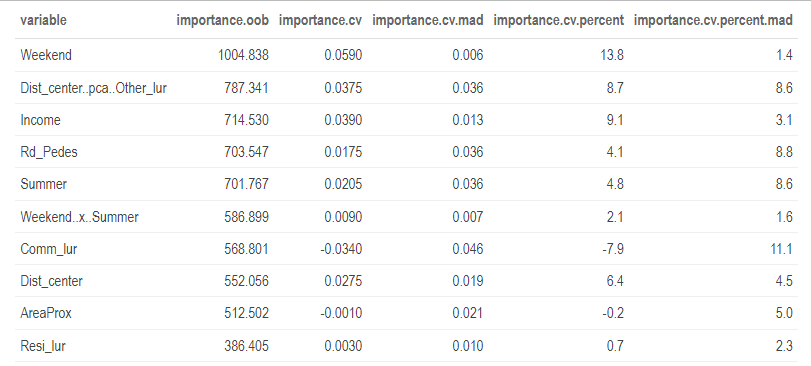 variable importance.oob importance.cv importance.cv.mad importance.cv.percent importance.cv.percent.mad
Weekend 1004.838 0.0590 0.006 13.8 1.4
Dist_center..pca..Other_lur 787.341 0.0375 0.036 8.7 8.6
Income 714.530 0.0390 0.013 9.1 3.1
Rd_Pedes 703.547 0.0175 0.036 4.1 8.8
Summer 701.767 0.0205 0.036 4.8 8.6
Weekend..x..Summer 586.899 0.0090 0.007 2.1 1.6
Comm_lur 568.801 -0.0340 0.046 -7.9 11.1
Dist_center 552.056 0.0275 0.019 6.4 4.5
AreaProx 512.502 -0.0010 0.021 -0.2 5.0
Resi_lur 386.405 0.0030 0.010 0.7 2.3